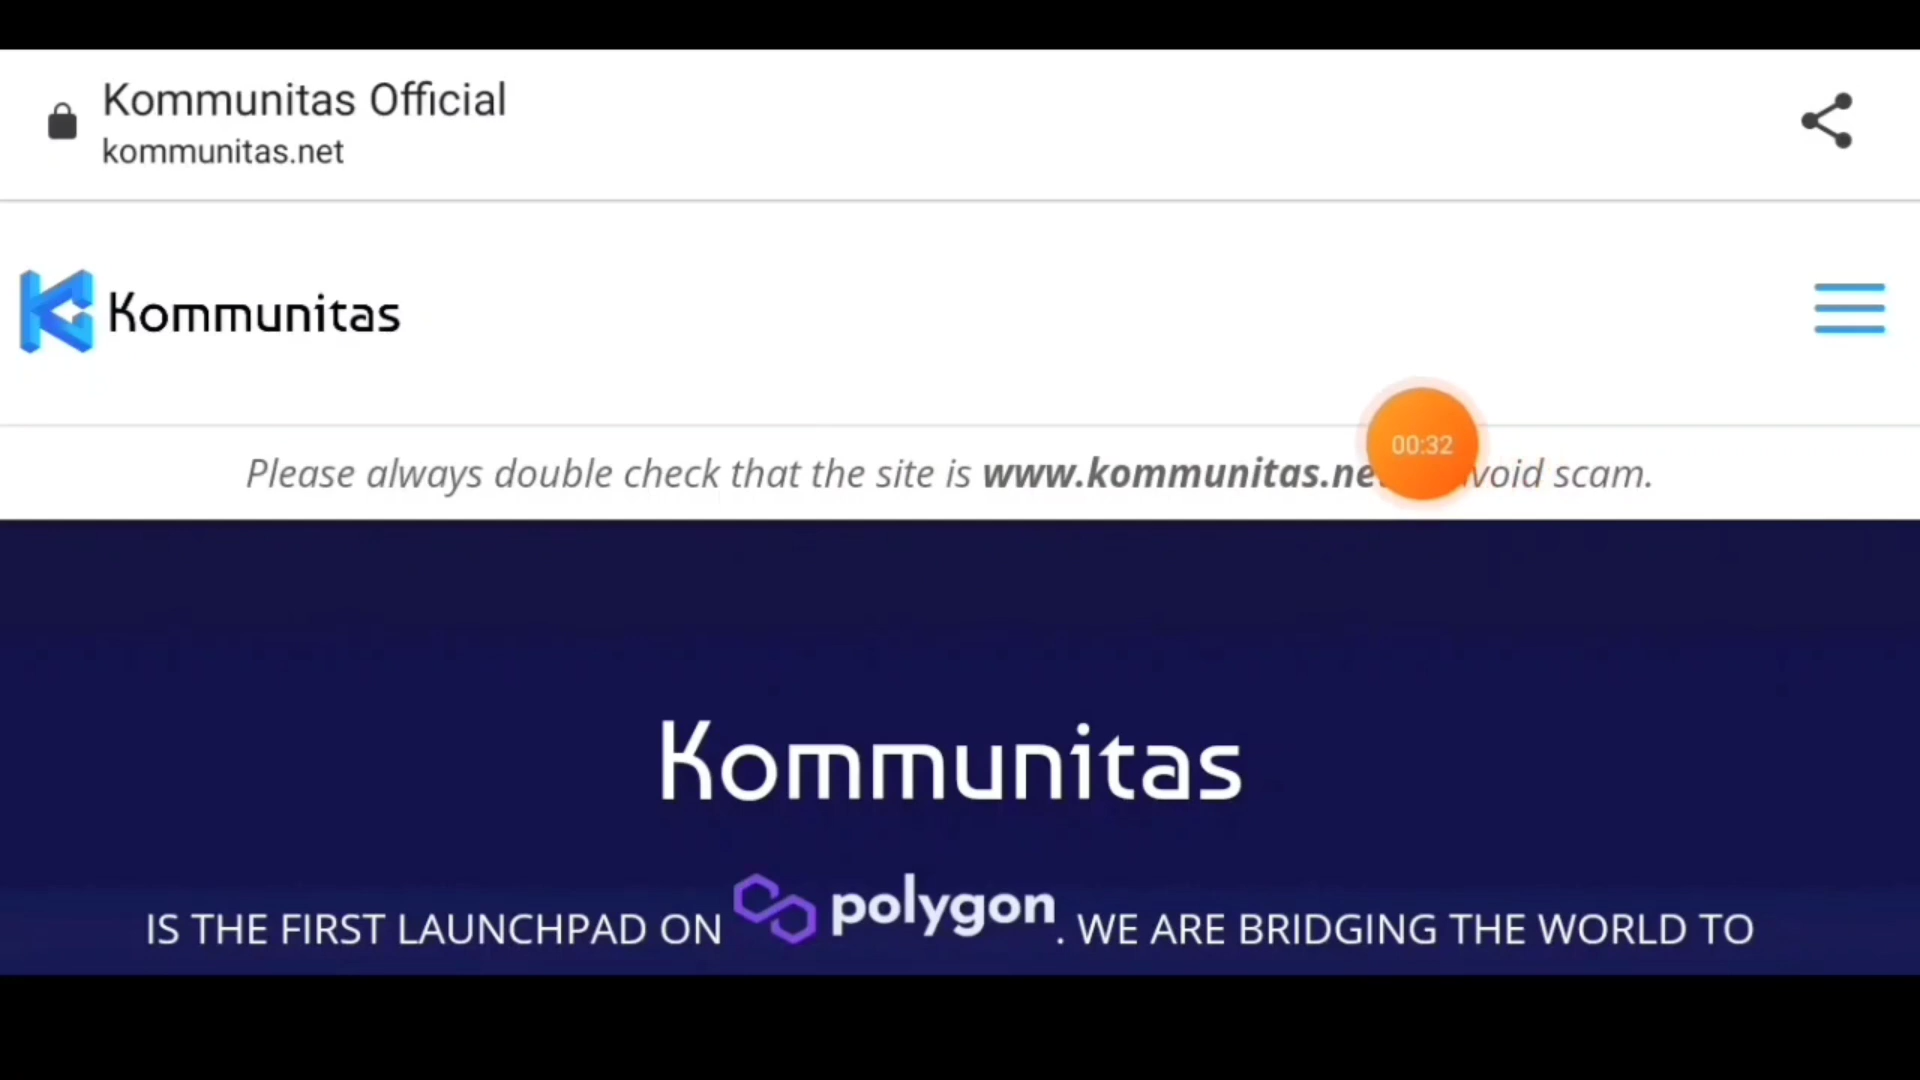 Kommunitas Official
kommunitas.net
Kommunitas
00:32
Please always double check that the site is www.kommunitas.ne void scam.
Kommunitas
IS THE FIRST LAUNCHPAD ON polygon . WE ARE BRIDGING THE WORLD TO